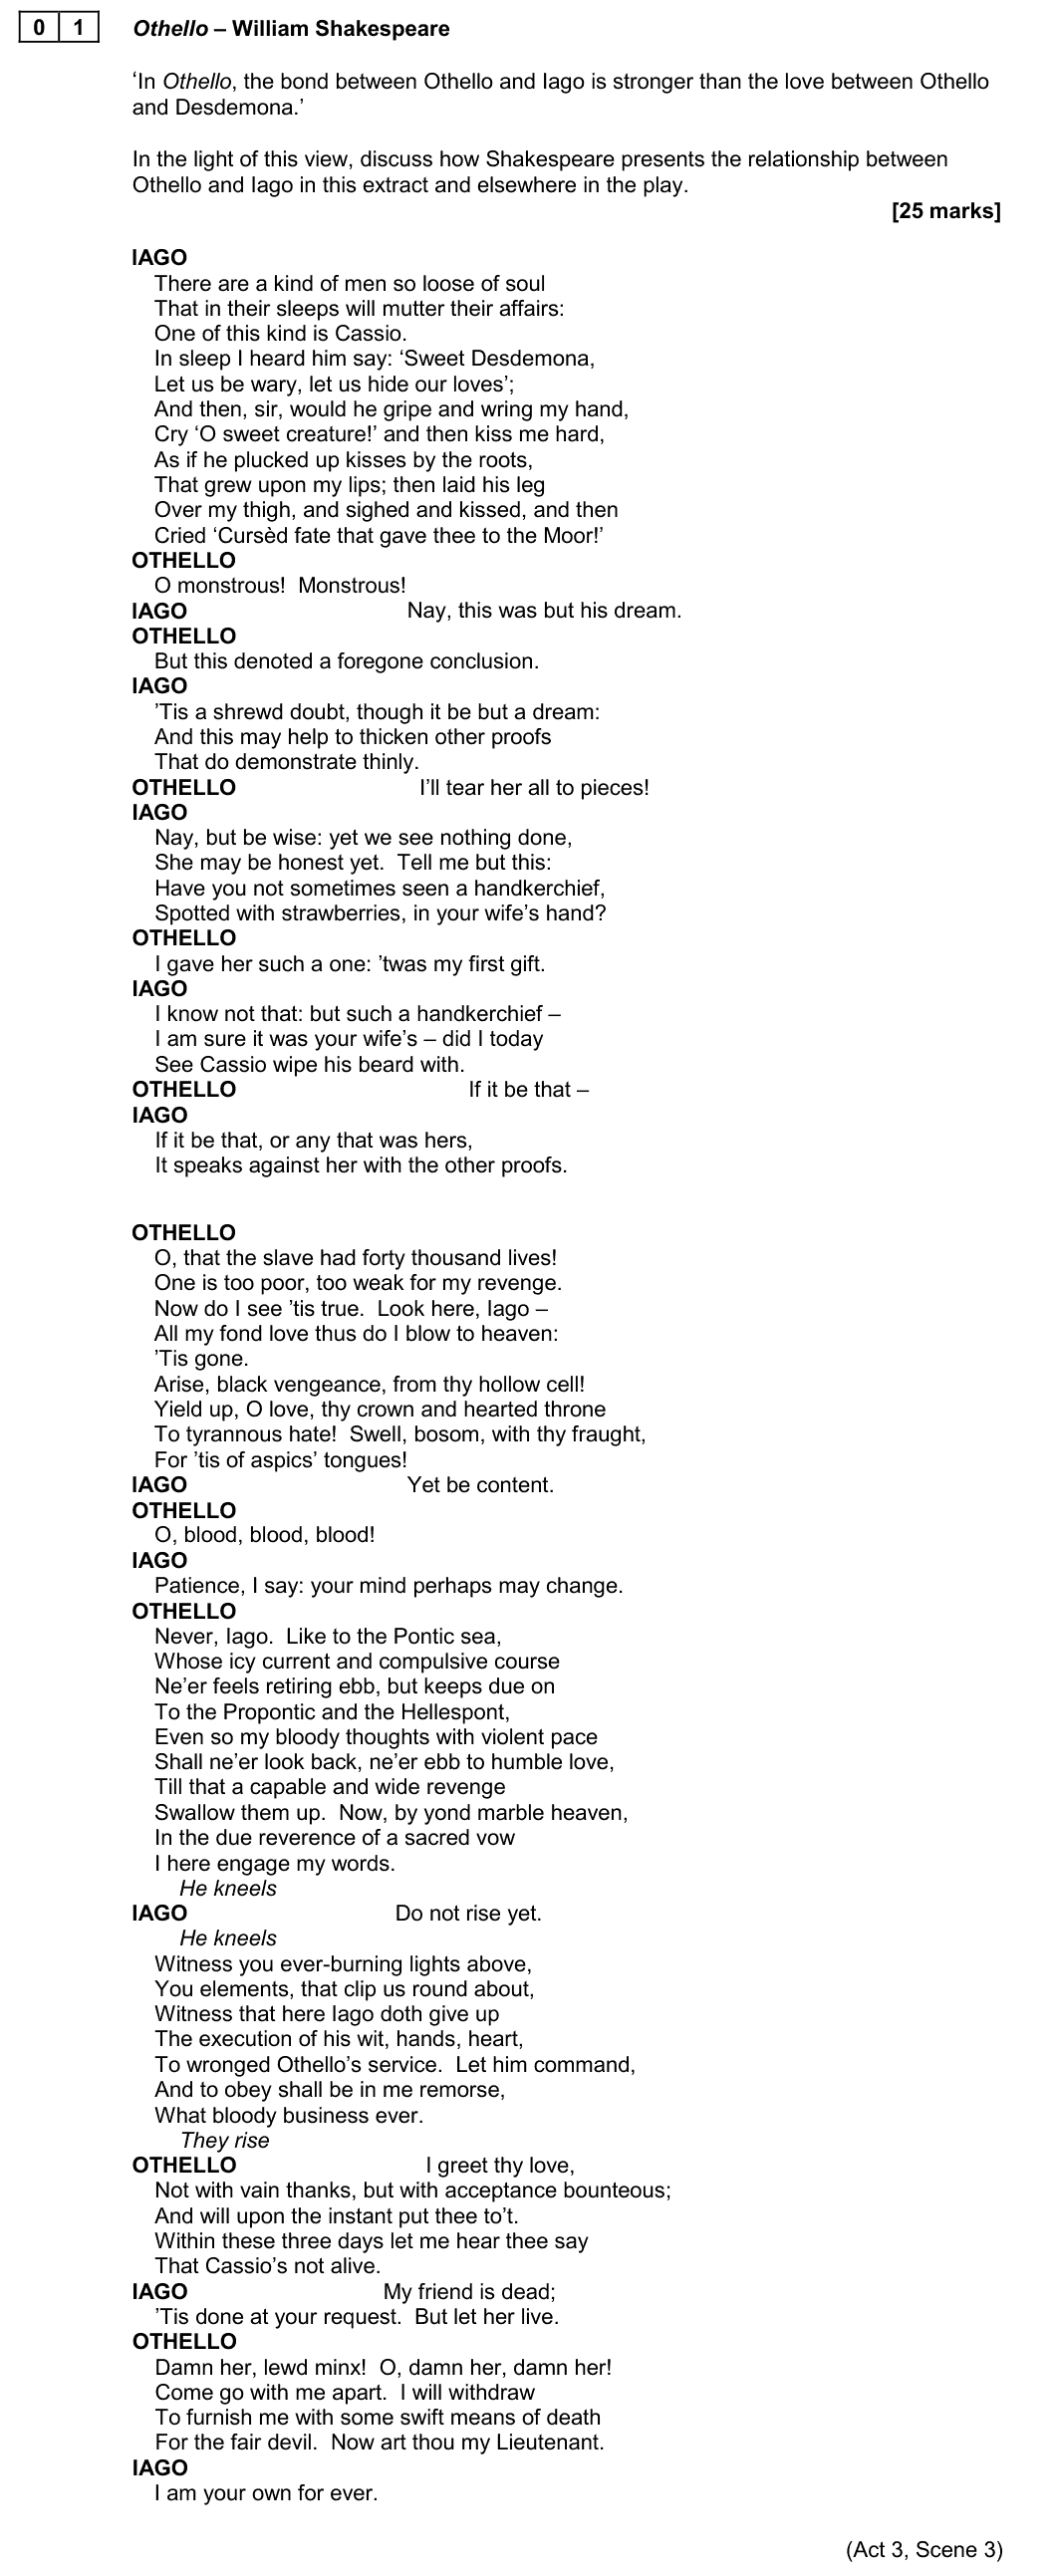 0 1 Othello – William Shakespeare
‘In Othello, the bond between Othello and Iago is stronger than the love between Othello
and Desdemona.’
In the light of this view, discuss how Shakespeare presents the relationship between
Othello and Iago in this extract and elsewhere in the play.
[25 marks]
IAGO
There are a kind of men so loose of soul
That in their sleeps will mutter their affairs:
One of this kind is Cassio.
In sleep I heard him say: ‘Sweet Desdemona,
Let us be wary, let us hide our loves’;
And then, sir, would he gripe and wring my hand,
Cry ‘O sweet creature!’ and then kiss me hard,
As if he plucked up kisses by the roots,
That grew upon my lips; then laid his leg
Over my thigh, and sighed and kissed, and then
Cried ‘Cursèd fate that gave thee to the Moor!’
OTHELLO
O monstrous! Monstrous!
IAGO Nay, this was but his dream.
OTHELLO
But this denoted a foregone conclusion.
IAGO
’Tis a shrewd doubt, though it be but a dream:
And this may help to thicken other proofs
That do demonstrate thinly.
OTHELLO I’ll tear her all to pieces!
IAGO
Nay, but be wise: yet we see nothing done,
She may be honest yet. Tell me but this:
Have you not sometimes seen a handkerchief,
Spotted with strawberries, in your wife’s hand?
OTHELLO
I gave her such a one: ’twas my first gift.
IAGO
I know not that: but such a handkerchief –
I am sure it was your wife’s – did I today
See Cassio wipe his beard with.
OTHELLO If it be that –
IAGO
If it be that, or any that was hers,
It speaks against her with the other proofs.
OTHELLO
O, that the slave had forty thousand lives!
One is too poor, too weak for my revenge.
Now do I see ’tis true. Look here, Iago –
All my fond love thus do I blow to heaven:
’Tis gone.
Arise, black vengeance, from thy hollow cell!
Yield up, O love, thy crown and hearted throne
To tyrannous hate! Swell, bosom, with thy fraught,
For ’tis of aspics’ tongues!
IAGO Yet be content.
OTHELLO
O, blood, blood, blood!
IAGO
Patience, I say: your mind perhaps may change.
OTHELLO
Never, Iago. Like to the Pontic sea,
Whose icy current and compulsive course
Ne’er feels retiring ebb, but keeps due on
To the Propontic and the Hellespont,
Even so my bloody thoughts with violent pace
Shall ne’er look back, ne’er ebb to humble love,
Till that a capable and wide revenge
Swallow them up. Now, by yond marble heaven,
In the due reverence of a sacred vow
I here engage my words.
He kneels
IAGO Do not rise yet.
He kneels
Witness you ever-burning lights above,
You elements, that clip us round about,
Witness that here Iago doth give up
The execution of his wit, hands, heart,
To wronged Othello’s service. Let him command,
And to obey shall be in me remorse,
What bloody business ever.
They rise
OTHELLO I greet thy love,
Not with vain thanks, but with acceptance bounteous;
And will upon the instant put thee to’t.
Within these three days let me hear thee say
That Cassio’s not alive.
IAGO My friend is dead;
’Tis done at your request. But let her live.
OTHELLO
Damn her, lewd minx! O, damn her, damn her!
Come go with me apart. I will withdraw
To furnish me with some swift means of death
For the fair devil. Now art thou my Lieutenant.
IAGO
I am your own for ever.
(Act 3, Scene 3)